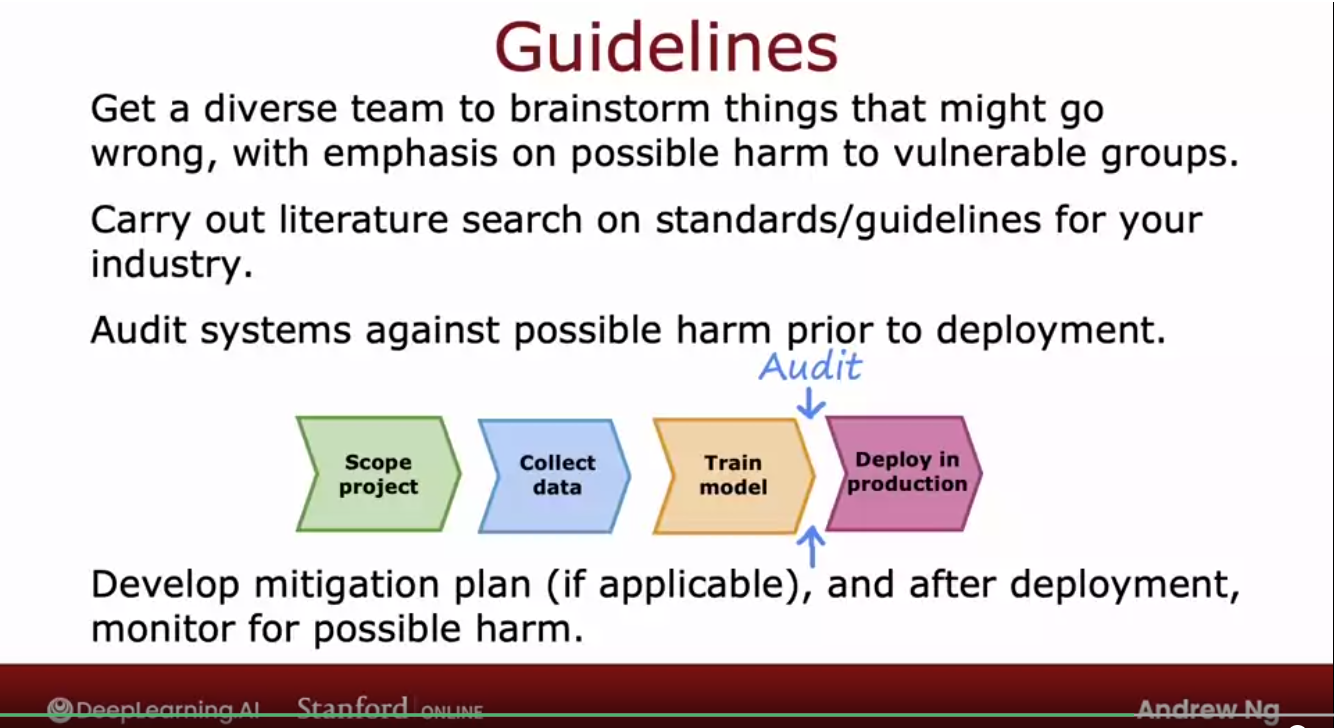 Guidelines
Get a diverse team to brainstorm things that might go
wrong, with emphasis on possible harm to vulnerable groups.
Carry out literature search on standards/guidelines for your
industry.
Audit systems against possible harm prior to deployment.
Audit
Scope
project
Collect
data
Train
model
Deploy in
production
Develop mitigation plan (if applicable), and after deployment,
monitor for possible harm.
DeepLearning.AI
Stanford ONLINE
Andrew Ng